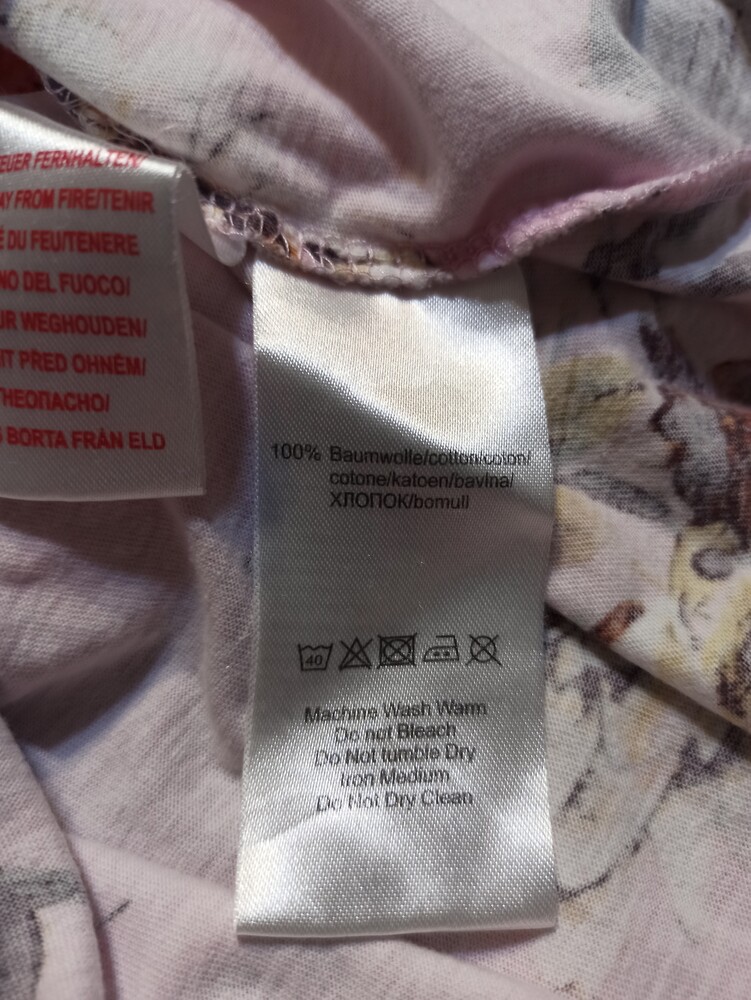 EUER FERNHALTEN/
AY FROM FIRE/TENIR
É DU FEU/TENERE
NO DEL FUOCO/
UR WEGHOUDEN/
IT PŘED OHNĚM/
ТНЕОПАСНО/
S BORTA FRÅN ELD
100% Baumwolle/cotton/coton/
cotone/katoen/bavlna/
ХЛОПОК/bomull
40
Machine Wash Warm
Do not Bleach
Do Not tumble Dry
Iron Medium
Do Not Dry Clean